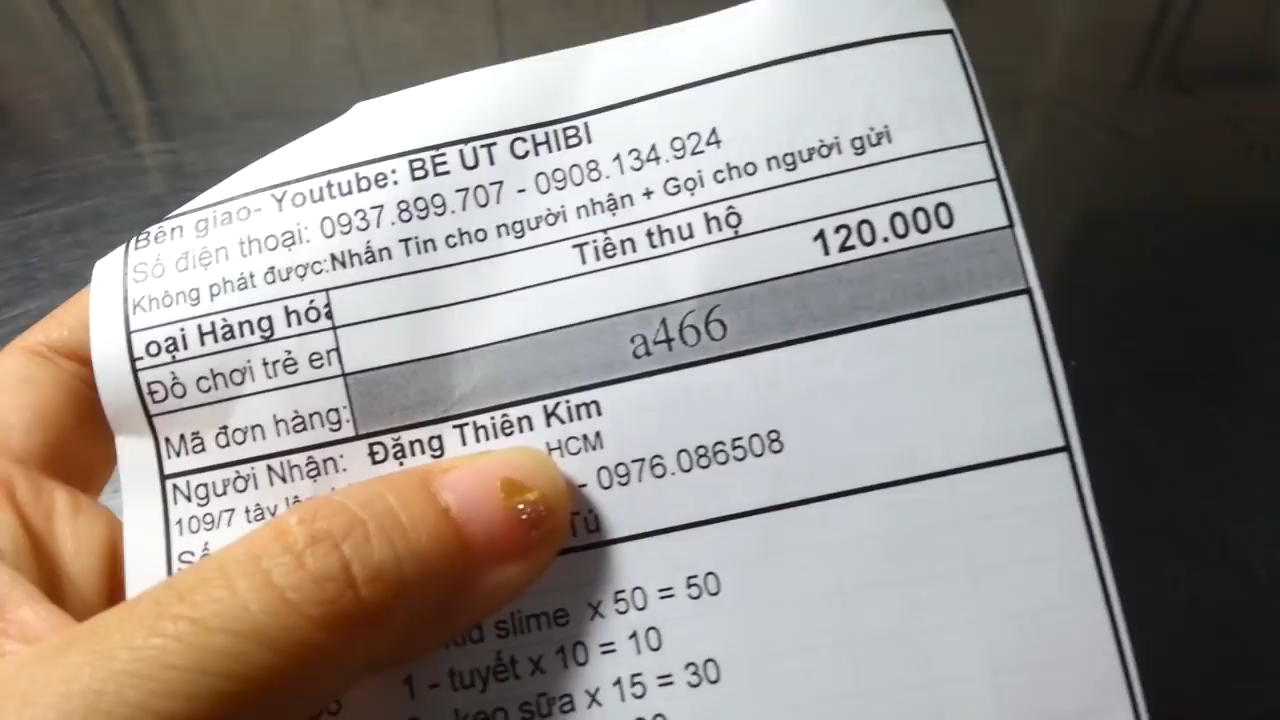 Bên giao- Youtube: BÉ ÚT CHIBI
Số điện thoại: 0937.899.707 - 0908.134.924
Không phát được:Nhắn Tin cho người nhận + Gọi cho người gửi
Loại Hàng hóa
Tiền thu hộ
Đồ chơi trẻ em
120.000
Mã đơn hàng:
a466
Người Nhận: Đặng Thiên Kim
109/7 tây HCM
- 0976.086508
Tú
slime x 50 = 50
1 - tuyết x 10 = 10
keo sữa x 15 = 30